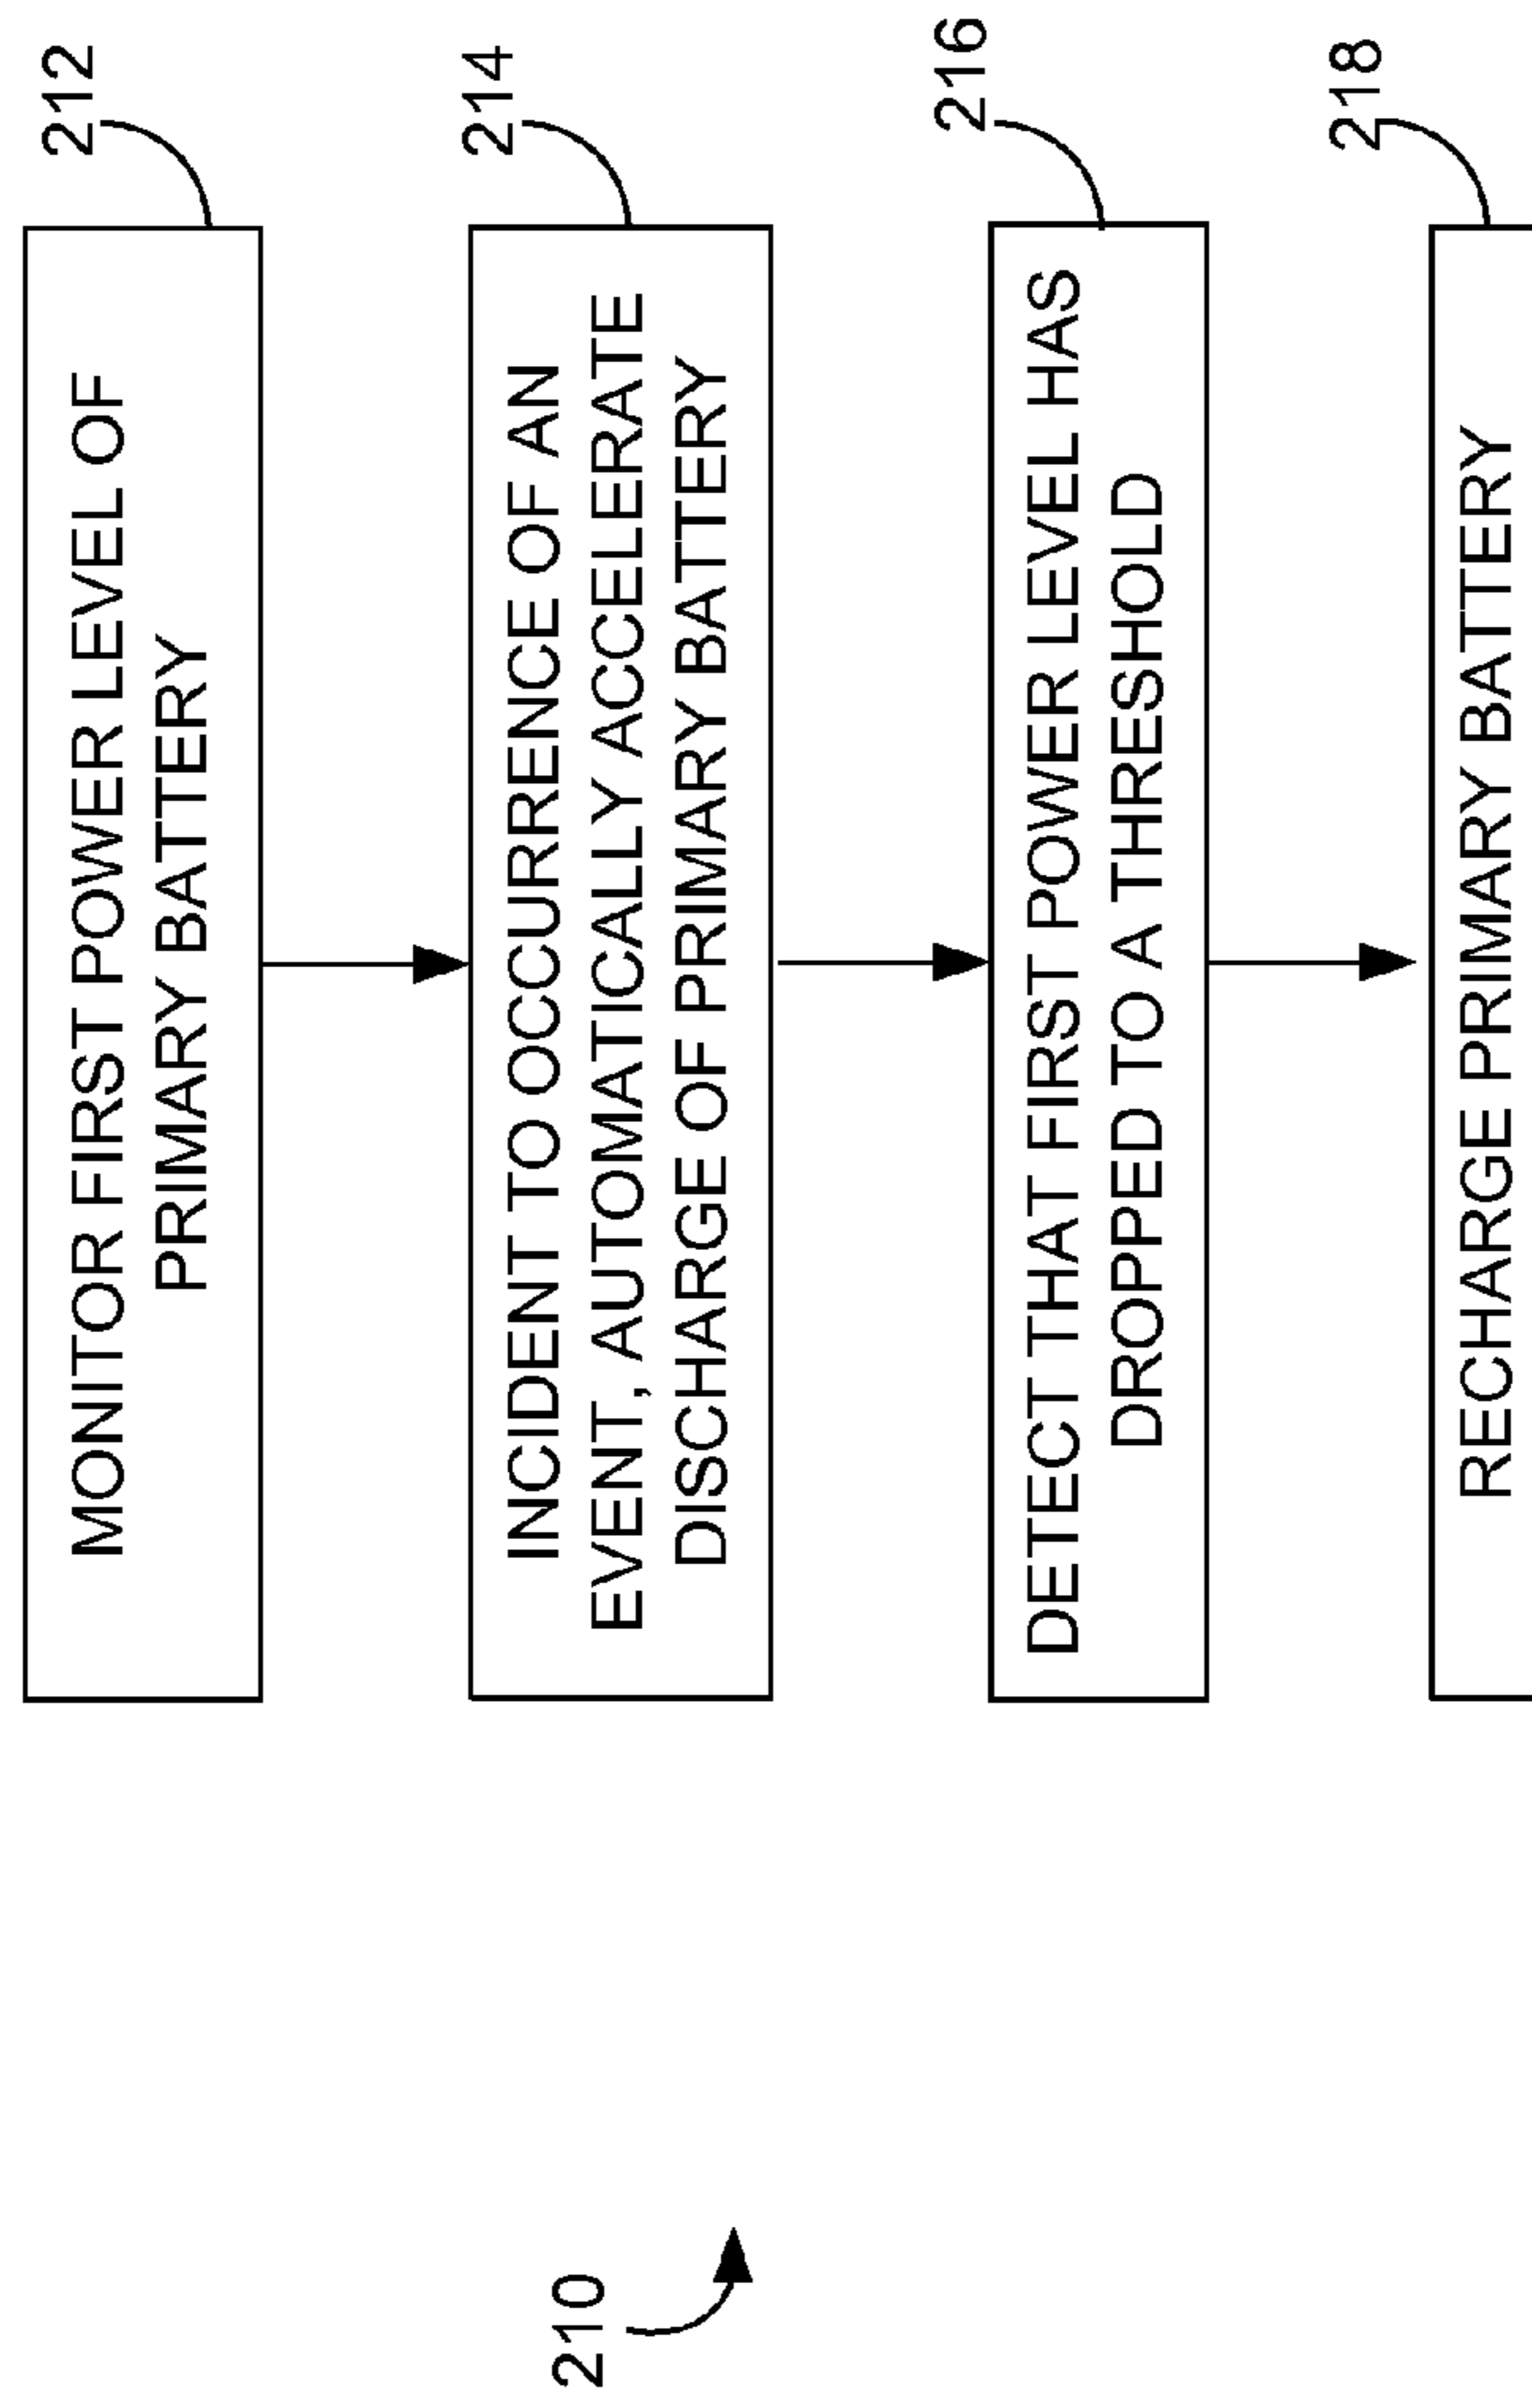 212
MONITOR FIRST POWER LEVEL OF
PRIMARY BATTERY
214
INCIDENT TO OCCURRENCE OF AN
EVENT, AUTOMATICALLY ACCELERATE
DISCHARGE OF PRIMARY BATTERY
216
DETECT THAT FIRST POWER LEVEL HAS
DROPPED TO A THRESHOLD
218
RECHARGE PRIMARY BATTERY
210